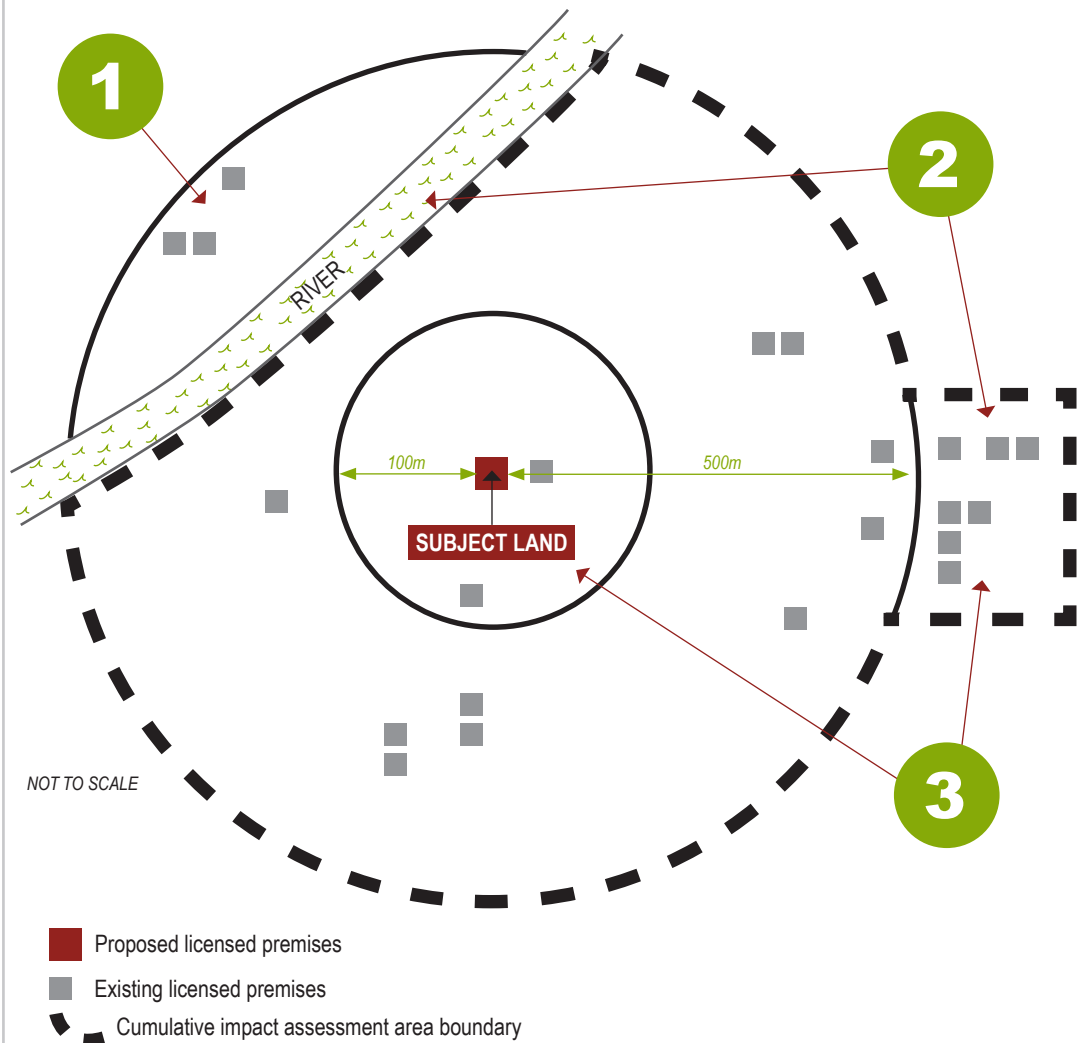 1
2
RIVER
100m
500m
SUBJECT LAND
NOT TO SCALE
3
Proposed licensed premises
Existing licensed premises
Cumulative impact assessment area boundary